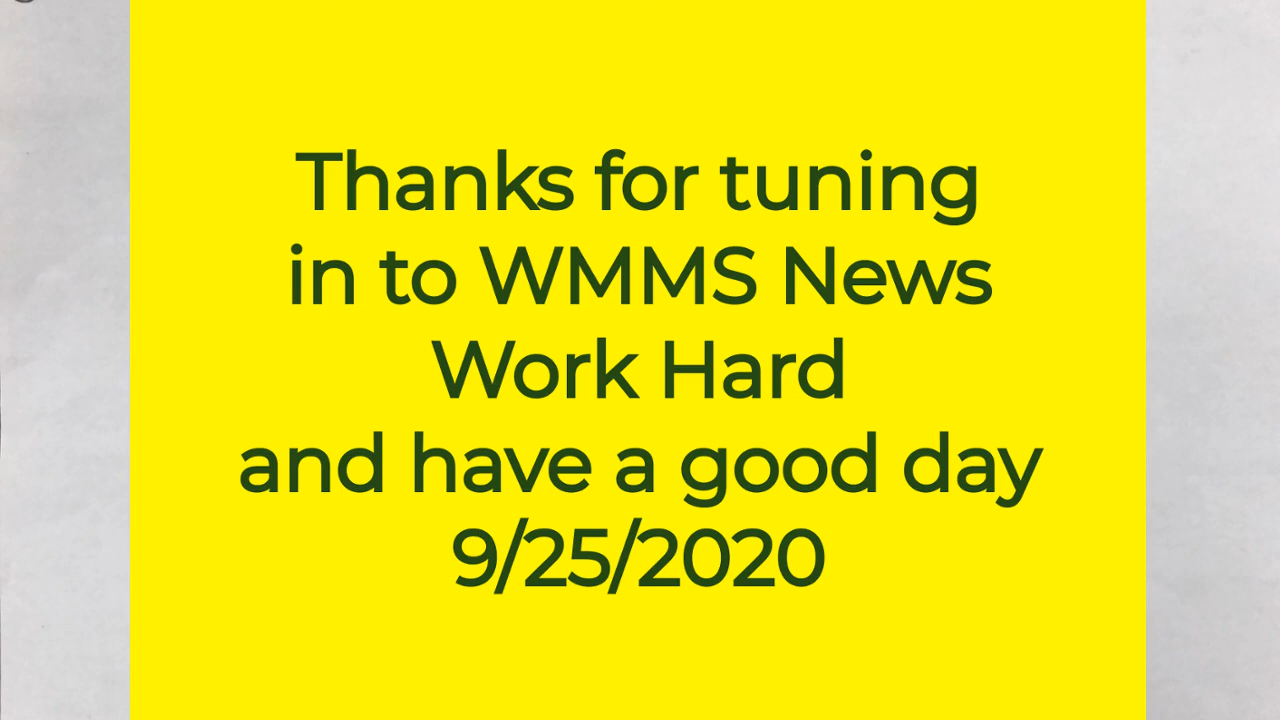 Thanks for tuning
in to WMMS News
Work Hard
and have a good day
9/25/2020